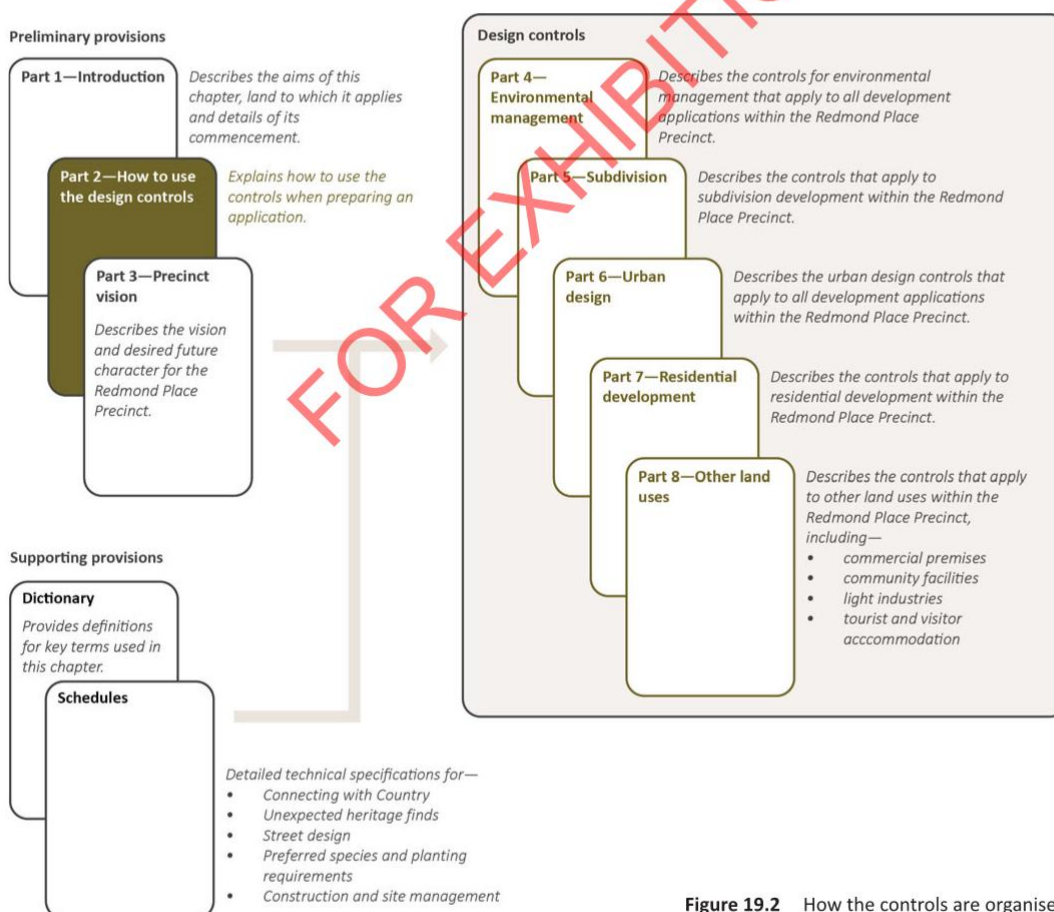 Preliminary provisions
Part 1—Introduction
Describes the aims of this
chapter, land to which it applies
and details of its
commencement.
Part 2—How to use
the design controls
Explains how to use the
controls when preparing an
application.
Part 3—Precinct
vision
Describes the vision
and desired future
character for the
Redmond Place
Precinct.
Supporting provisions
Dictionary
Provides definitions
for key terms used in
this chapter.
Schedules
Detailed technical specifications for—
• Connecting with Country
• Unexpected heritage finds
• Street design
• Preferred species and planting
requirements
• Construction and site management
Design controls
Part 4—
Environmental
management
Describes the controls for environmental
management that apply to all development
applications within the Redmond Place
Precinct.
Part 5—Subdivision
Describes the controls that apply to
subdivision development within the Redmond
Place Precinct.
Part 6—Urban
design
Describes the urban design controls that
apply to all development applications
within the Redmond Place Precinct.
Part 7—Residential
development
Describes the controls that apply to
residential development within the
Redmond Place Precinct.
Part 8—Other land
uses
Describes the controls that apply
to other land uses within the
Redmond Place Precinct,
including—
• commercial premises
• community facilities
• light industries
• tourist and visitor
acccommodation
FOR EXHIBITIO
Figure 19.2 How the controls are organise